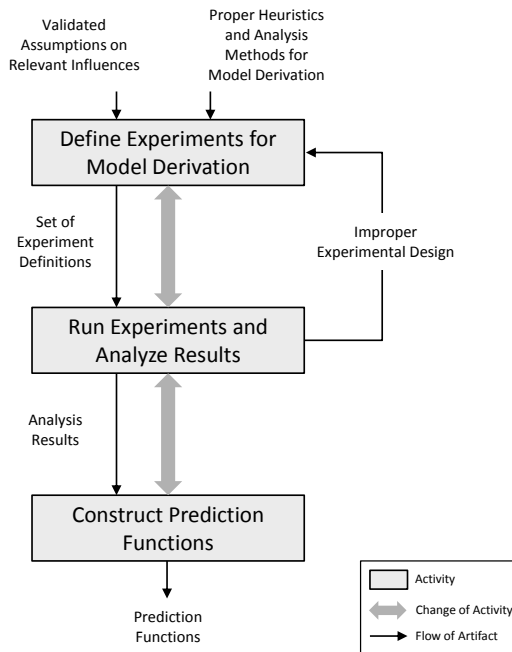 Validated
Assumptions on
Relevant Influences
Proper Heuristics
and Analysis
Methods for
Model Derivation
Define Experiments for
Model Derivation
Set of
Experiment
Definitions
Improper
Experimental Design
Run Experiments and
Analyze Results
Analysis
Results
Construct Prediction
Functions
Prediction
Functions
Activity
Change of Activity
Flow of Artifact